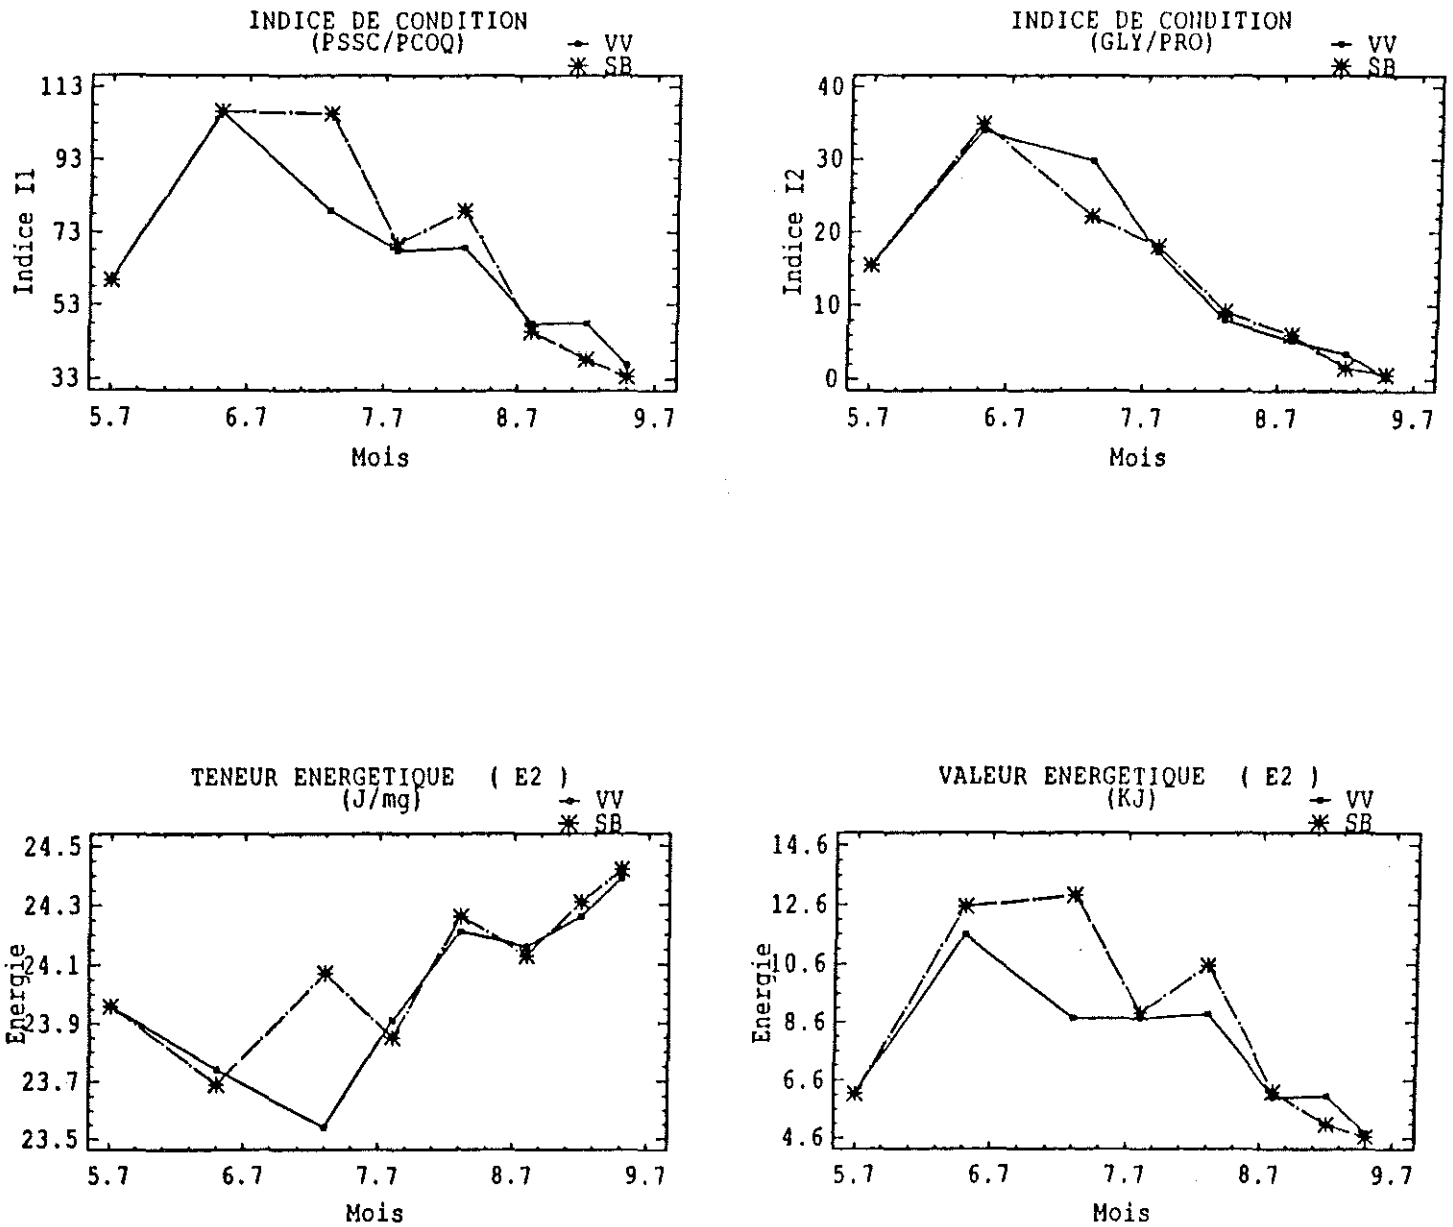 INDICE DE CONDITION
(PSSC/PCOQ)
VV
SB
113
93
73
53
33
Indice I1
5.7 6.7 7.7 8.7 9.7
Mois
INDICE DE CONDITION
(GLY/PRO)
VV
SB
40
30
20
10
0
Indice I2
5.7 6.7 7.7 8.7 9.7
Mois
TENEUR ENERGETIQUE ( E2 )
(J/mg)
VV
SB
24.5
24.3
24.1
23.9
23.7
23.5
Energie
5.7 6.7 7.7 8.7 9.7
Mois
VALEUR ENERGETIQUE ( E2 )
(KJ)
VV
SB
14.6
12.6
10.6
8.6
6.6
4.6
Energie
5.7 6.7 7.7 8.7 9.7
Mois